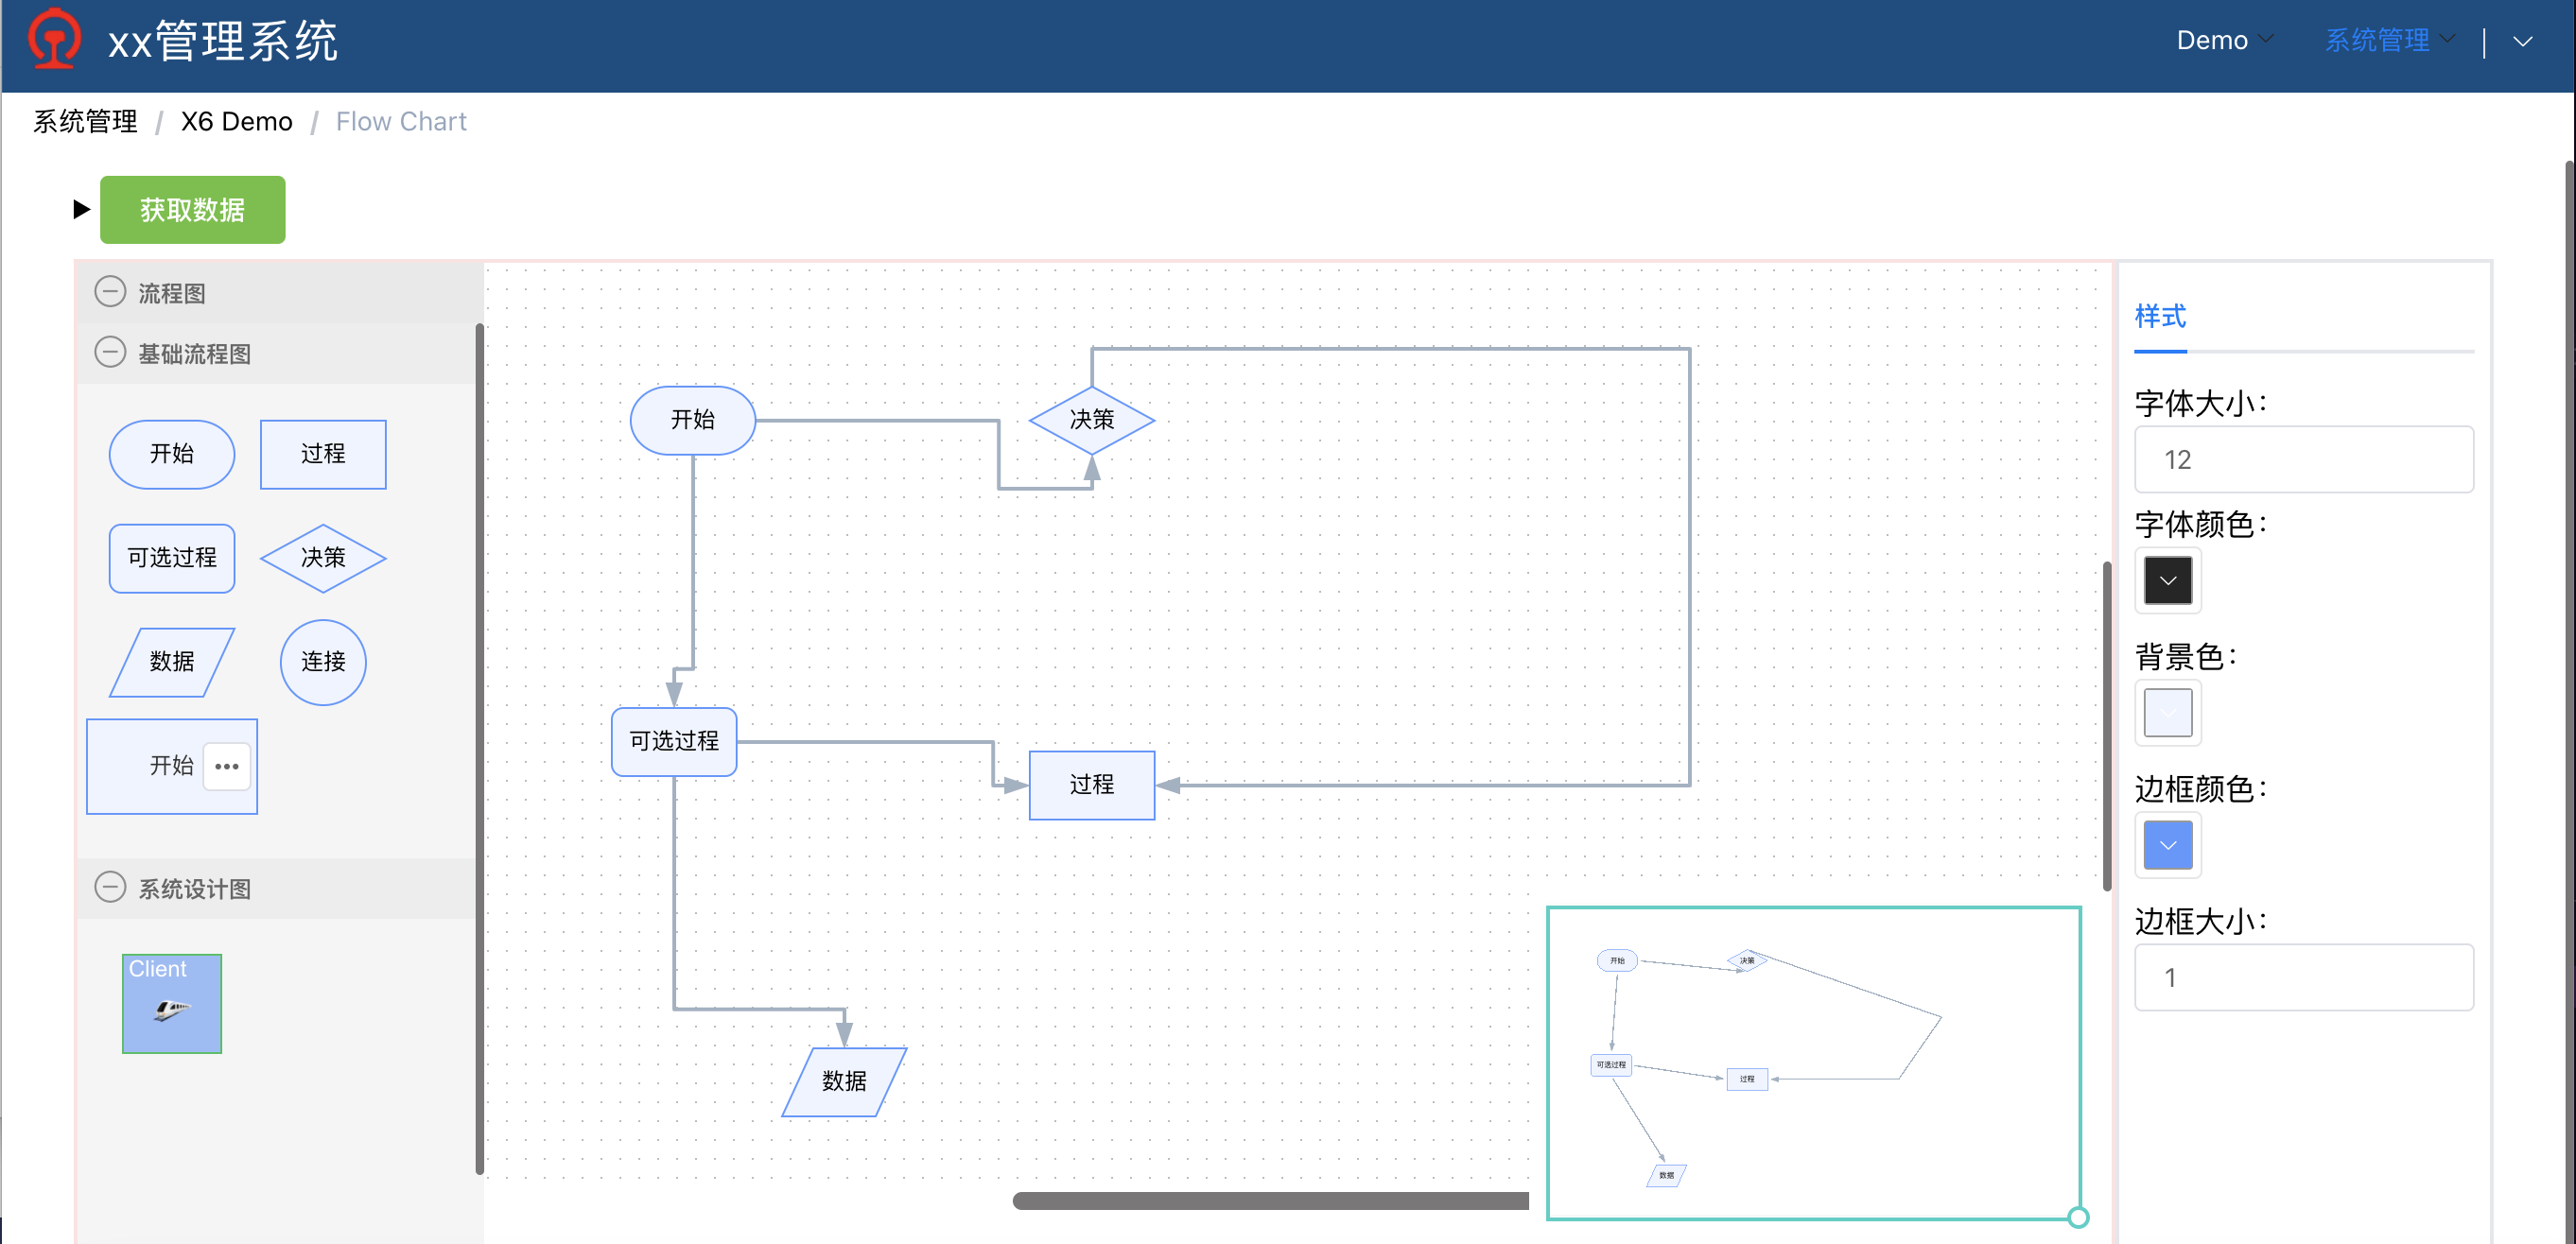 xx管理系统
Demo
系统管理
系统管理 / X6 Demo / Flow Chart
获取数据
流程图
基础流程图
开始
过程
可选过程
决策
数据
连接
开始
系统设计图
Client
开始
决策
可选过程
过程
数据
开始
决策
可选过程
过程
数据
样式
字体大小：
12
字体颜色：
背景色：
边框颜色：
边框大小：
1